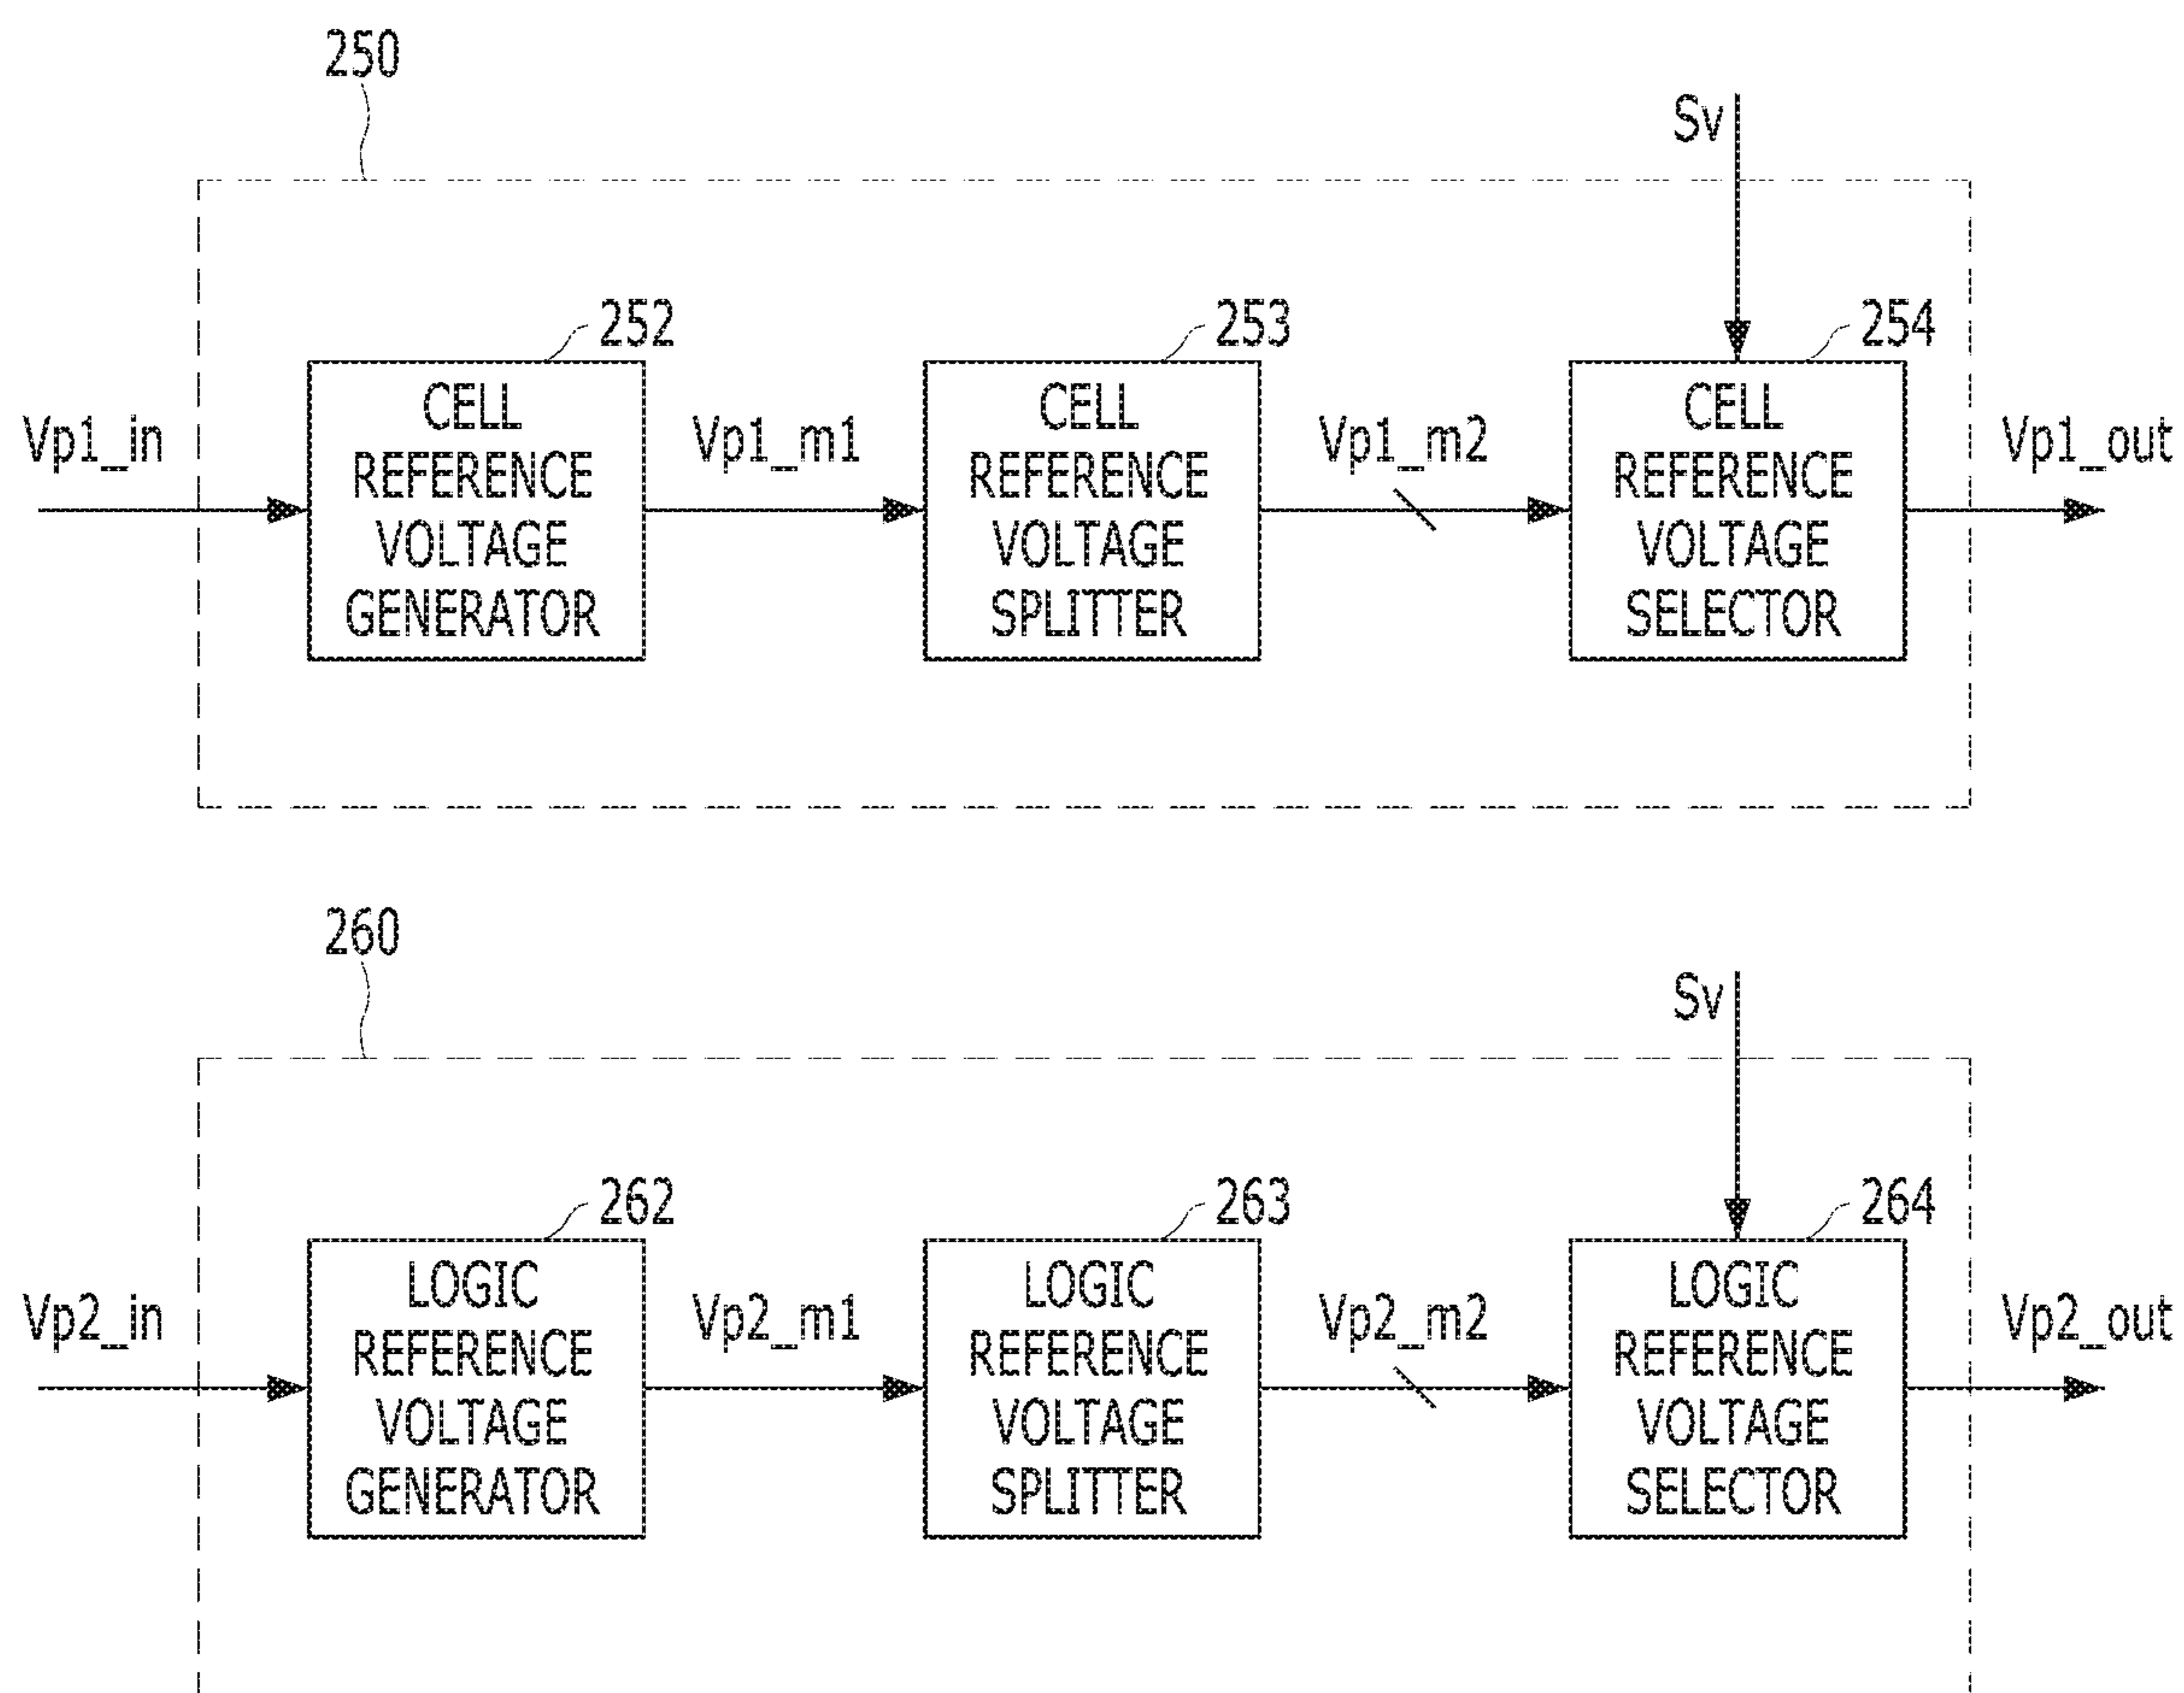 250
Sv
252
253
254
CELL
REFERENCE
VOLTAGE
GENERATOR
CELL
REFERENCE
VOLTAGE
SPLITTER
CELL
REFERENCE
VOLTAGE
SELECTOR
Vp1_in
Vp1_m1
Vp1_m2
Vp1_out
260
Sv
262
263
264
LOGIC
REFERENCE
VOLTAGE
GENERATOR
LOGIC
REFERENCE
VOLTAGE
SPLITTER
LOGIC
REFERENCE
VOLTAGE
SELECTOR
Vp2_in
Vp2_m1
Vp2_m2
Vp2_out